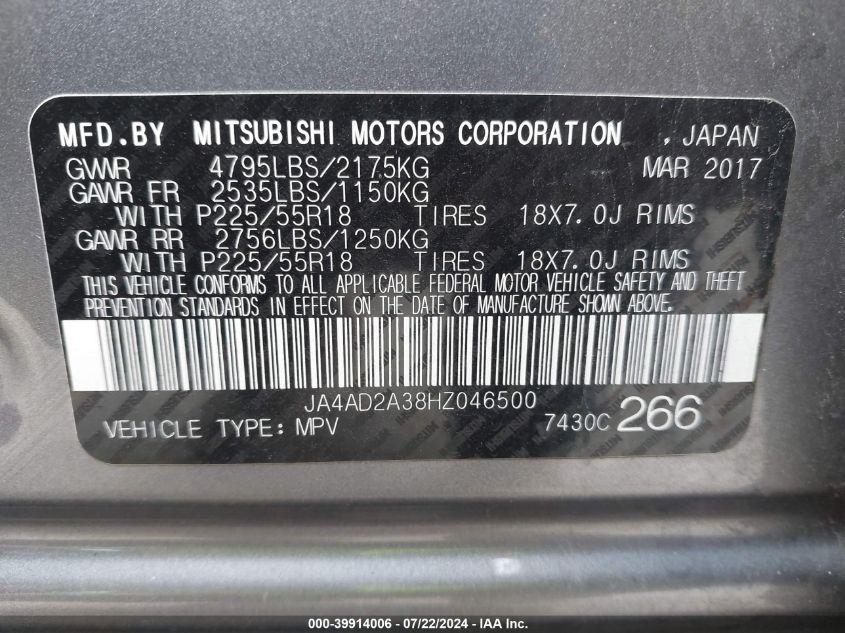 MFD.BY MITSUBISHI MOTORS CORPORATION , JAPAN
GVWR 4795LBS/2175KG MAR 2017
GAWR FR 2535LBS/1150KG
WITH P225/55R18 TIRES 18X7.0J RIMS
GAWR RR 2756LBS/1250KG
WITH P225/55R18 TIRES 18X7.0J RIMS
THIS VEHICLE CONFORMS TO ALL APPLICABLE FEDERAL MOTOR VEHICLE SAFETY AND THEFT
PREVENTION STANDARDS IN EFFECT ON THE DATE OF MANUFACTURE SHOWN ABOVE.
JA4AD2A38HZ046500
VEHICLE TYPE: MPV 7430C 266
000-39914006 - 07/22/2024 - IAA Inc.